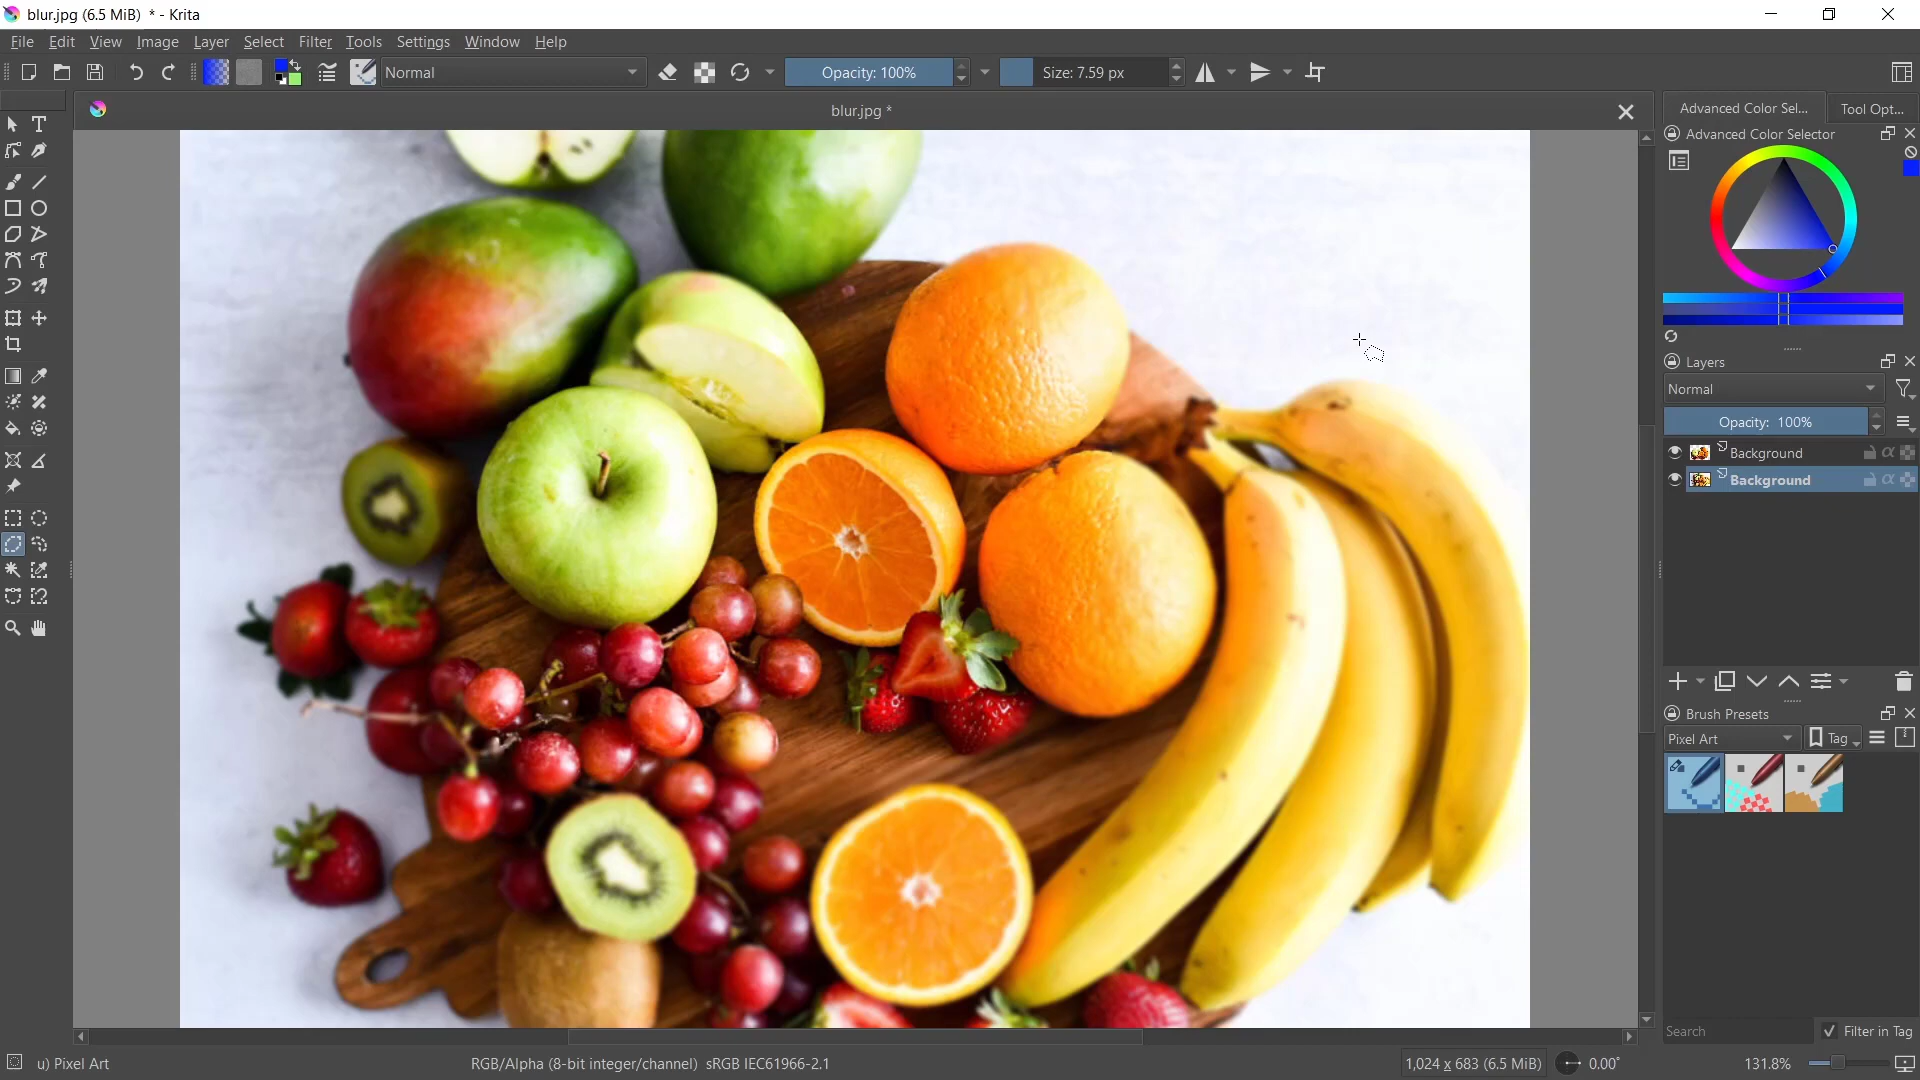 blur.jpg (6.5 MiB) * - Krita
File Edit View Image Layer Select Filter Tools Settings Window Help
Normal Opacity: 100% Size: 7.59 px
blur.jpg *
Advanced Color Sel... Tool Opt...
Advanced Color Selector
Layers
Normal
Opacity: 100%
Background
Background
Brush Presets
Pixel Art Tag
Search Filter in Tag
u) Pixel Art RGB/Alpha (8-bit integer/channel) sRGB IEC61966-2.1 1,024 x 683 (6.5 MiB) 0.00° 131.8%